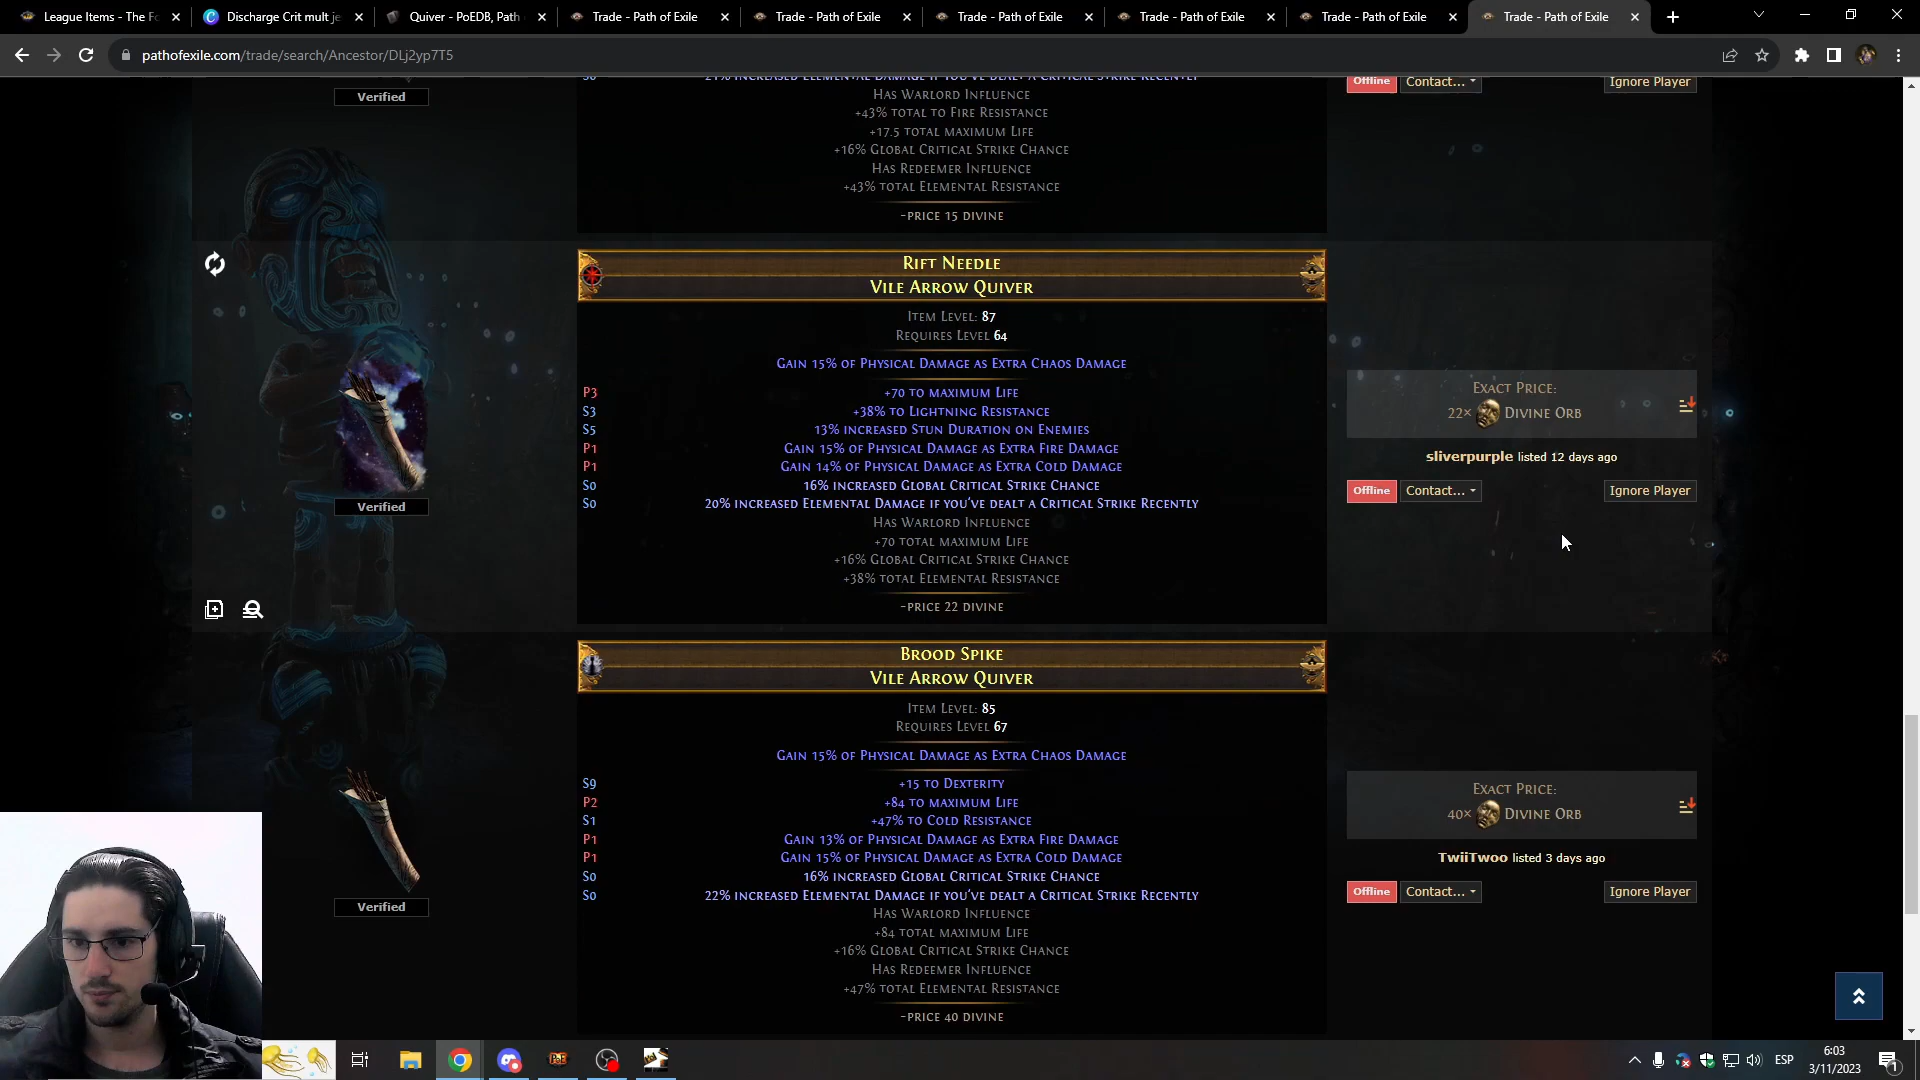 League Items - The Fo
Discharge Crit mult je
Quiver - PoEDB, Path
Trade - Path of Exile
Trade - Path of Exile
Trade - Path of Exile
Trade - Path of Exile
Trade - Path of Exile
Trade - Path of Exile
pathofexile.com/trade/search/Ancestor/DLj2yp7T5
Verified
Has Warlord Influence
+43% total to Fire Resistance
+17.5 total maximum Life
+16% Global Critical Strike Chance
Has Redeemer Influence
+43% total Elemental Resistance
~price 15 divine
Offline Contact... Ignore Player
Rift Needle
Vile Arrow Quiver
Item Level: 87
Requires Level 64
Gain 15% of Physical Damage as Extra Chaos Damage
P3 +70 to maximum Life
S3 +38% to Lightning Resistance
S5 13% increased Stun Duration on Enemies
P1 Gain 15% of Physical Damage as Extra Fire Damage
P1 Gain 14% of Physical Damage as Extra Cold Damage
S0 16% increased Global Critical Strike Chance
S0 20% increased Elemental Damage if you've dealt a Critical Strike Recently
Has Warlord Influence
+70 total maximum Life
+16% Global Critical Strike Chance
+38% total Elemental Resistance
~price 22 divine
Verified
Exact Price:
22× Divine Orb
sliverpurple listed 12 days ago
Offline Contact... Ignore Player
Brood Spike
Vile Arrow Quiver
Item Level: 85
Requires Level 67
Gain 15% of Physical Damage as Extra Chaos Damage
S9 +15 to Dexterity
P2 +84 to maximum Life
S1 +47% to Cold Resistance
P1 Gain 13% of Physical Damage as Extra Fire Damage
P1 Gain 15% of Physical Damage as Extra Cold Damage
S0 16% increased Global Critical Strike Chance
S0 22% increased Elemental Damage if you've dealt a Critical Strike Recently
Has Warlord Influence
+84 total maximum Life
+16% Global Critical Strike Chance
Has Redeemer Influence
+47% total Elemental Resistance
~price 40 divine
Verified
Exact Price:
40× Divine Orb
TwiiTwoo listed 3 days ago
Offline Contact... Ignore Player
ESP
6:03
3/11/2023
1